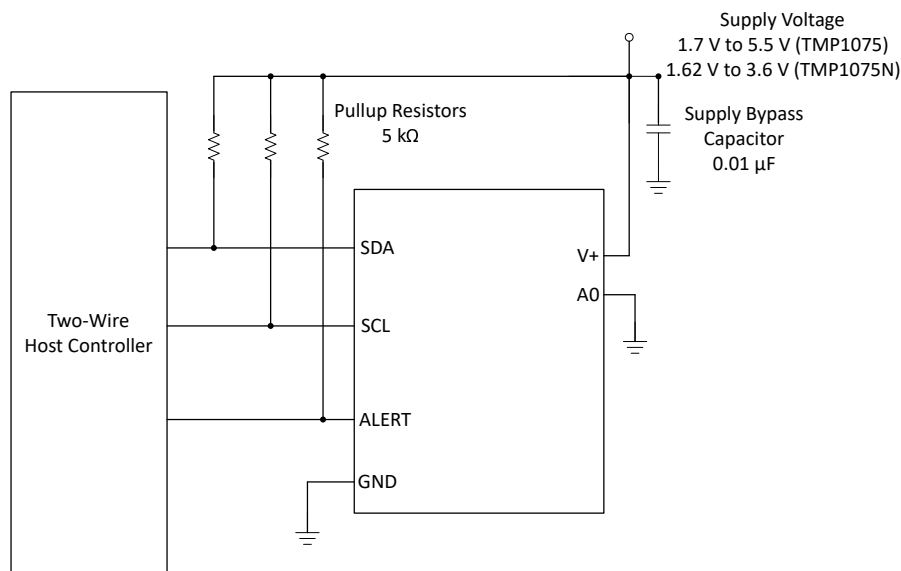 Supply Voltage
1.7 V to 5.5 V (TMP1075)
1.62 V to 3.6 V (TMP1075N)
Pullup Resistors
5 kΩ
Supply Bypass
Capacitor
0.01 µF
Two-Wire
Host Controller
SDA
SCL
ALERT
GND
V+
A0